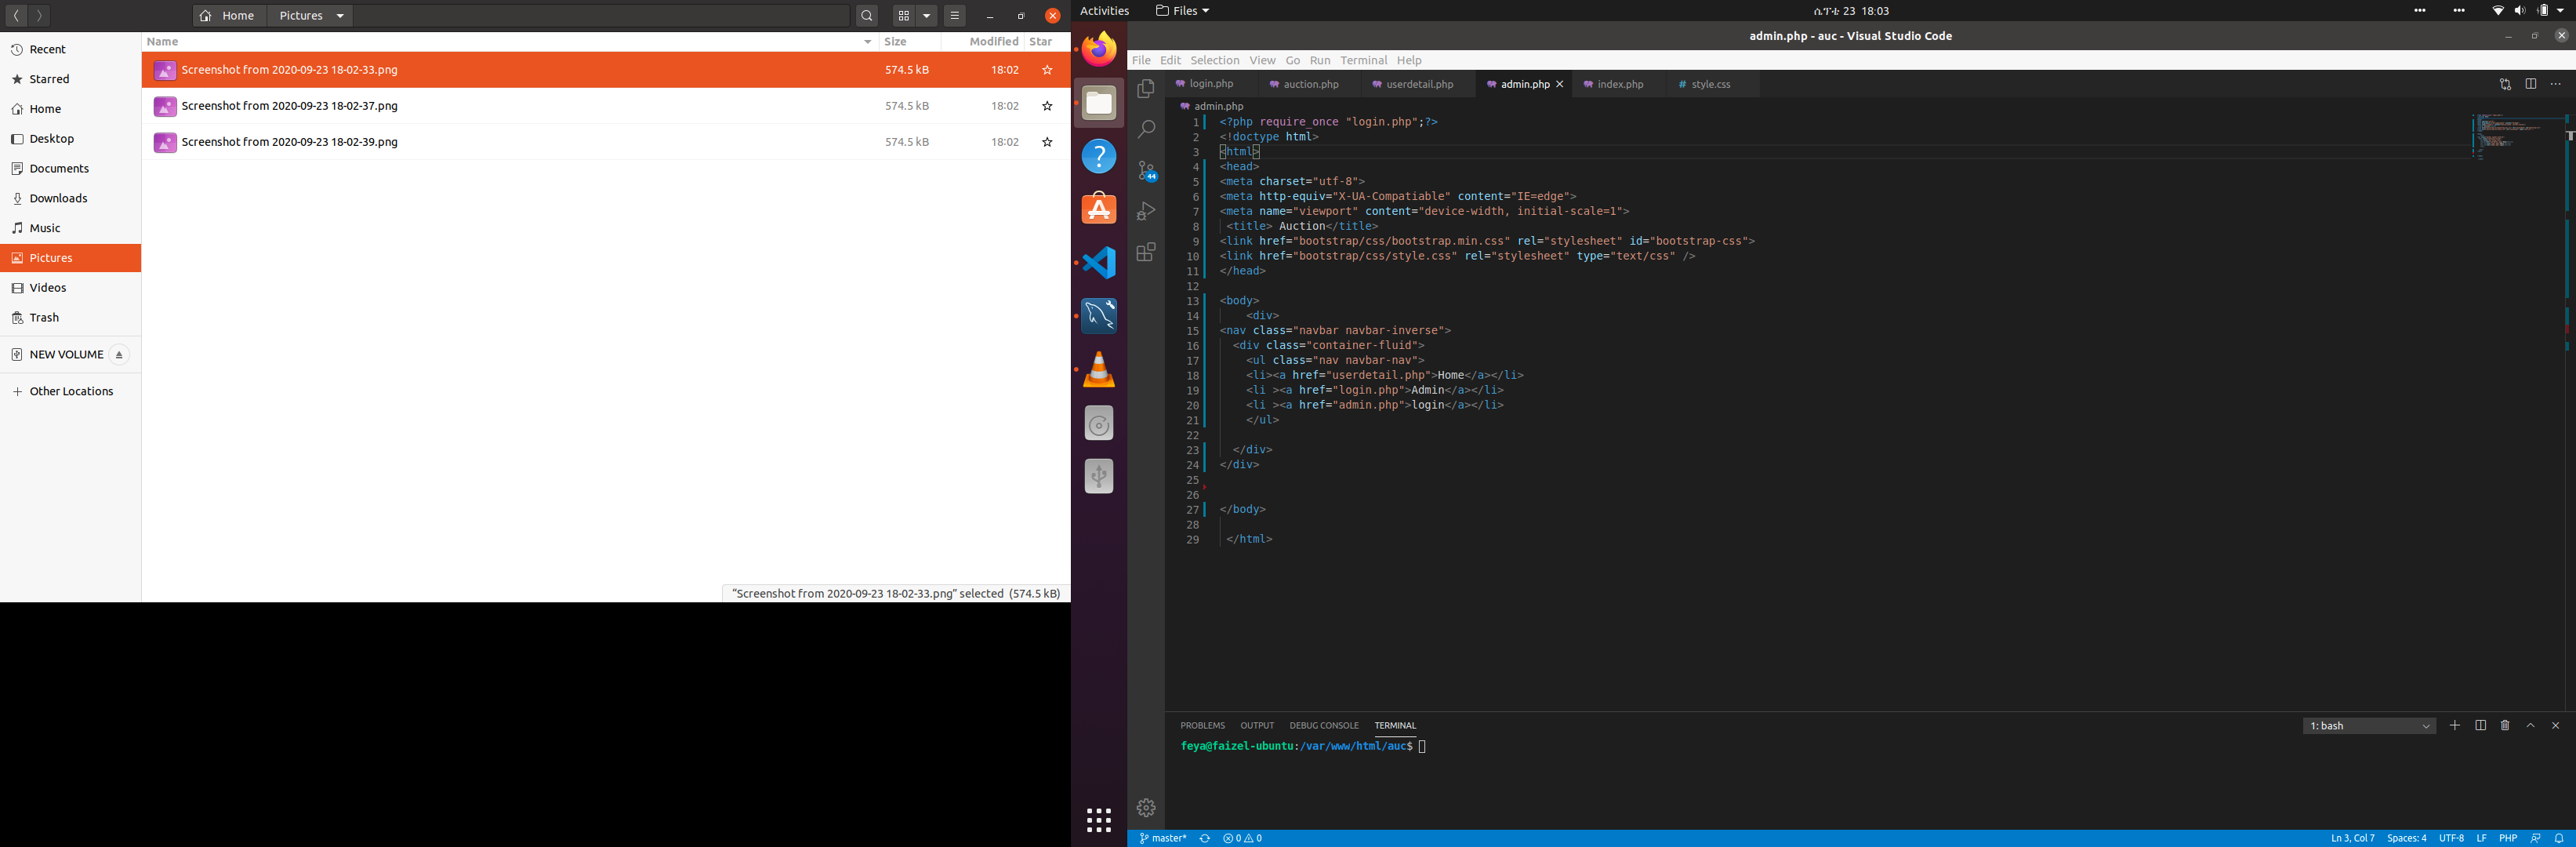 Home Pictures
Name Size Modified Star
Recent
Starred
Home
Desktop
Documents
Downloads
Music
Pictures
Videos
Trash
NEW VOLUME
Other Locations
Screenshot from 2020-09-23 18-02-33.png 574.5 kB 18:02
Screenshot from 2020-09-23 18-02-37.png 574.5 kB 18:02
Screenshot from 2020-09-23 18-02-39.png 574.5 kB 18:02
"Screenshot from 2020-09-23 18-02-33.png" selected (574.5 kB)
Activities Files 23 18:03
admin.php - auc - Visual Studio Code
File Edit Selection View Go Run Terminal Help
login.php auction.php userdetail.php admin.php index.php style.css
admin.php
44
1 <?php require_once "login.php";?>
2 <!doctype html>
3 <html>
4 <head>
5 <meta charset="utf-8">
6 <meta http-equiv="X-UA-Compatiable" content="IE=edge">
7 <meta name="viewport" content="device-width, initial-scale=1">
8 <title> Auction</title>
9 <link href="bootstrap/css/bootstrap.min.css" rel="stylesheet" id="bootstrap-css">
10 <link href="bootstrap/css/style.css" rel="stylesheet" type="text/css" />
11 </head>
12
13 <body>
14 <div>
15 <nav class="navbar navbar-inverse">
16 <div class="container-fluid">
17 <ul class="nav navbar-nav">
18 <li><a href="userdetail.php">Home</a></li>
19 <li ><a href="login.php">Admin</a></li>
20 <li ><a href="admin.php">login</a></li>
21 </ul>
22
23 </div>
24 </div>
25
26
27 </body>
28
29 </html>
PROBLEMS OUTPUT DEBUG CONSOLE TERMINAL 1: bash
feya@faizel-ubuntu:/var/www/html/auc$
master* 0 0 Ln 3, Col 7 Spaces: 4 UTF-8 LF PHP